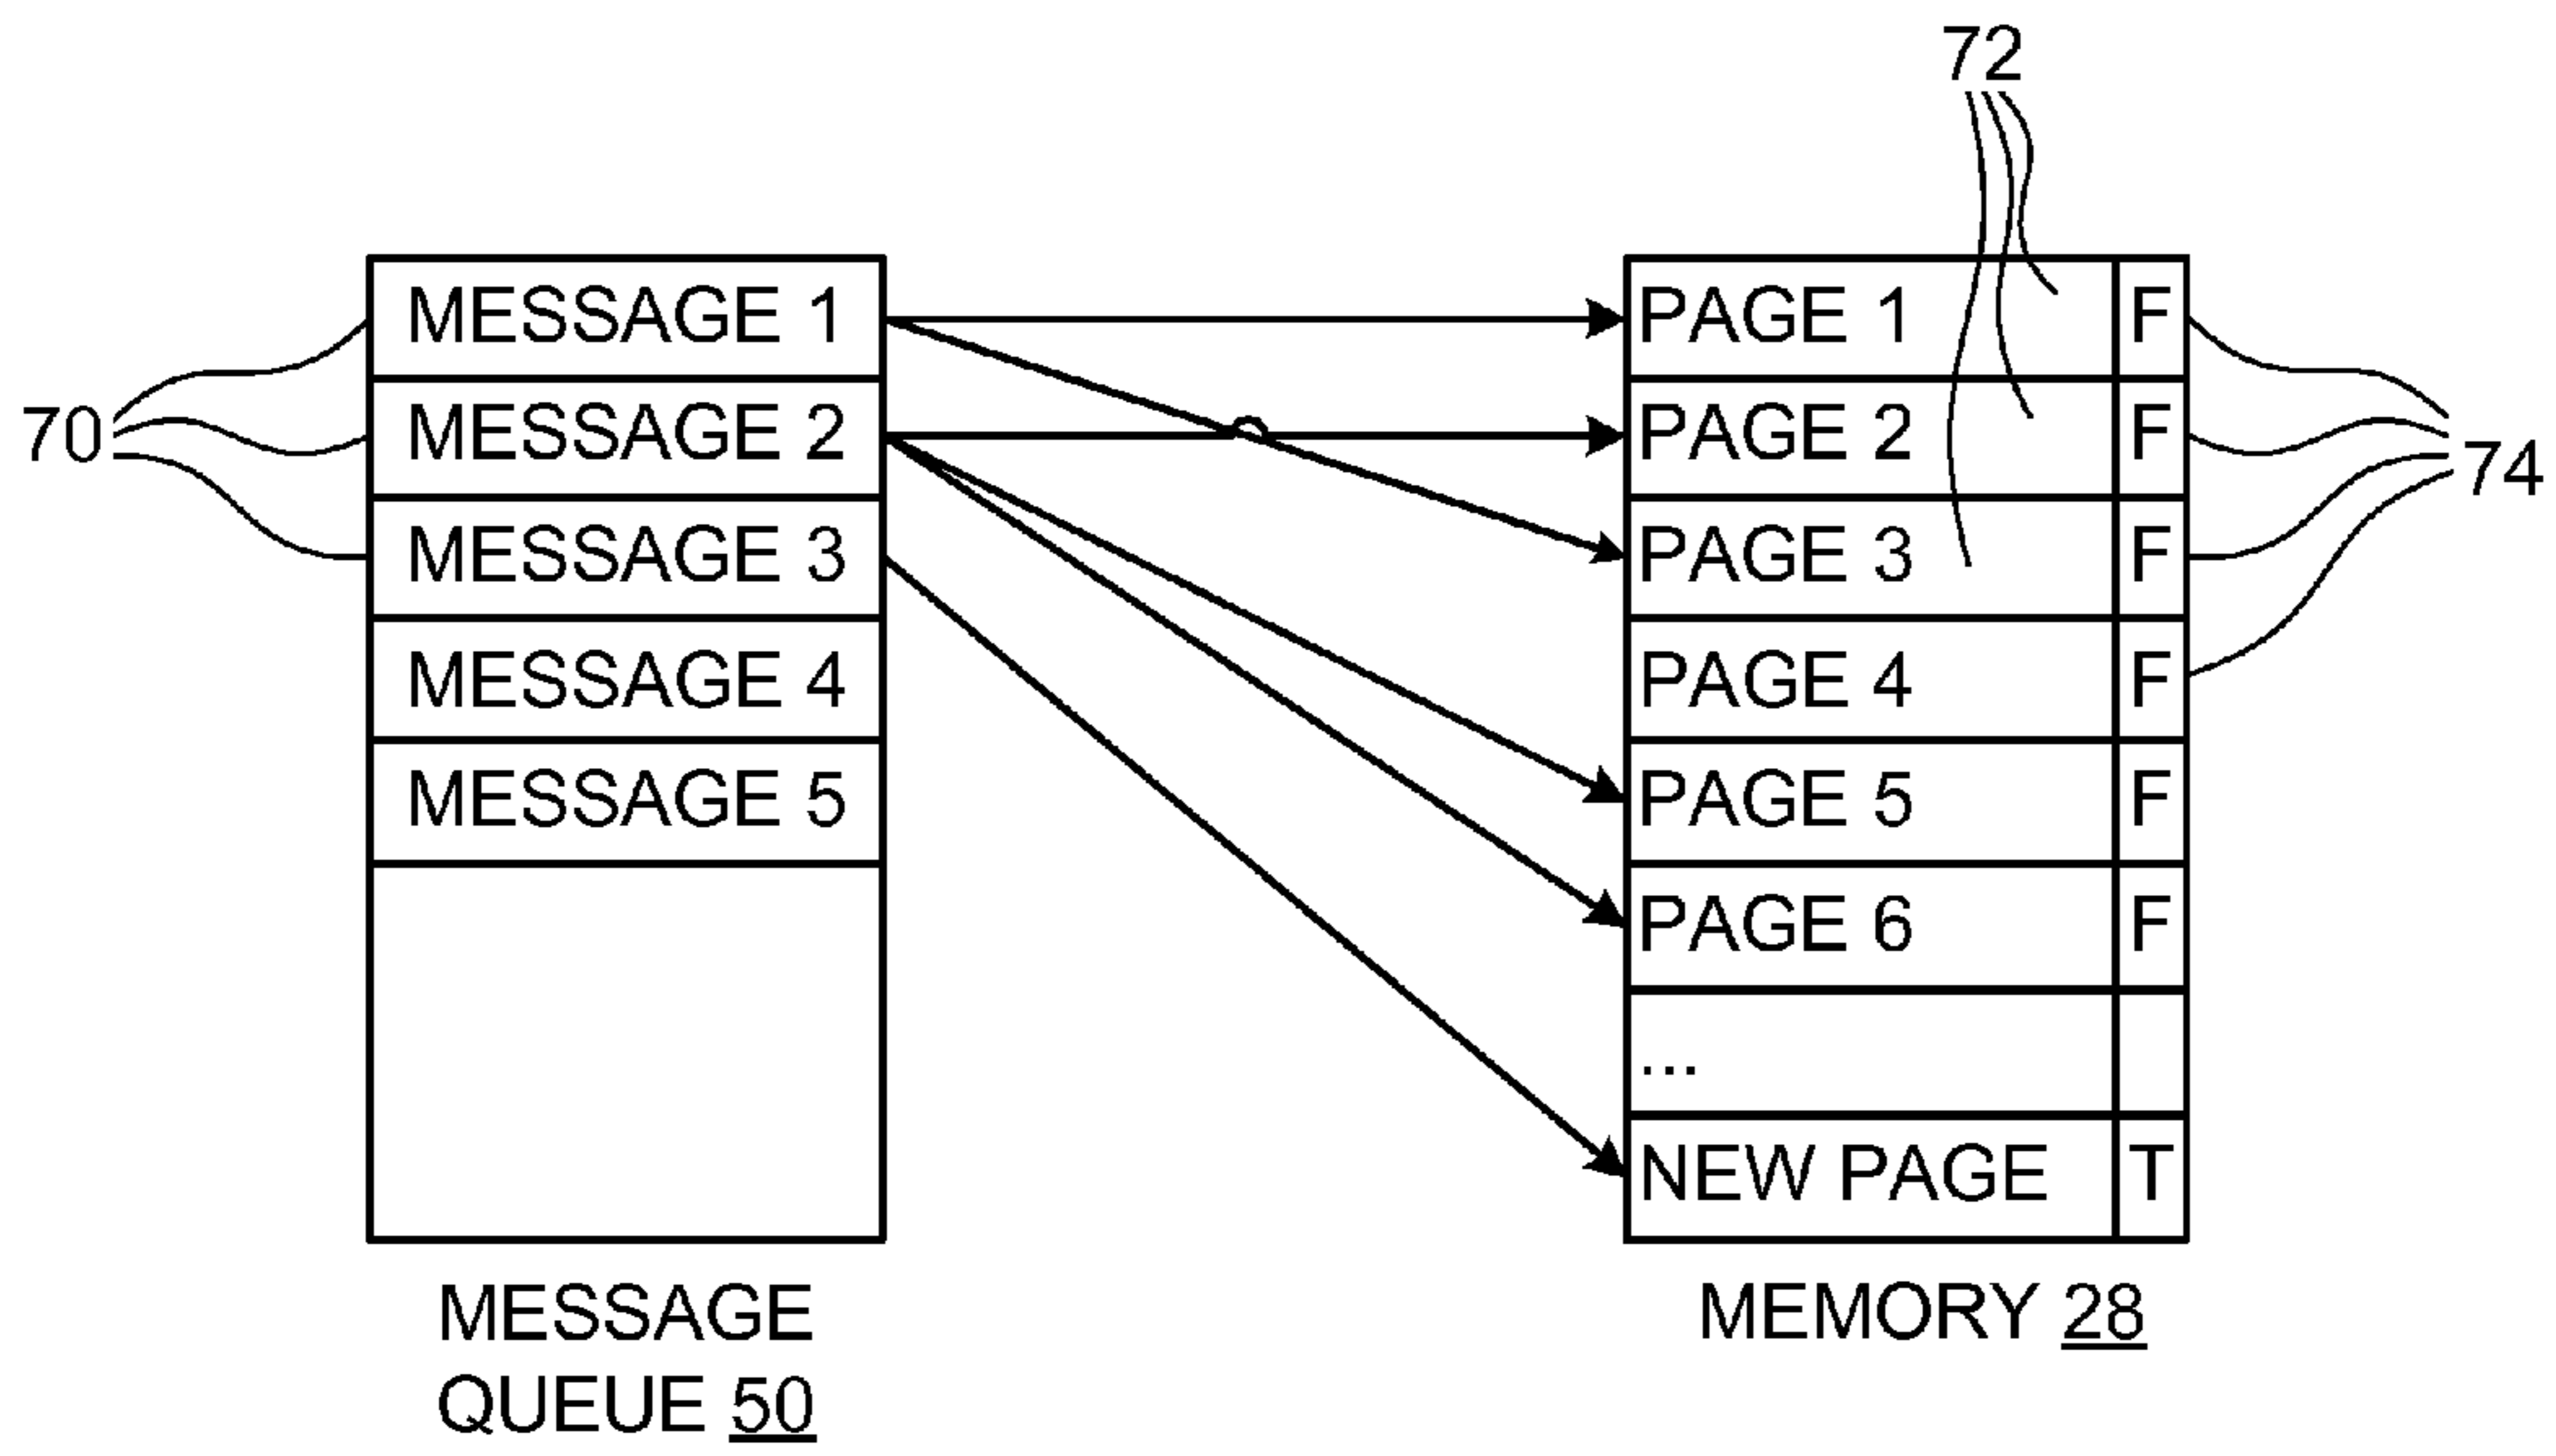 72
MESSAGE 1
PAGE 1 F
70
MESSAGE 2
PAGE 2 F
74
MESSAGE 3
PAGE 3 F
MESSAGE 4
PAGE 4 F
MESSAGE 5
PAGE 5 F
PAGE 6 F
...
NEW PAGE T
MESSAGE
QUEUE 50
MEMORY 28